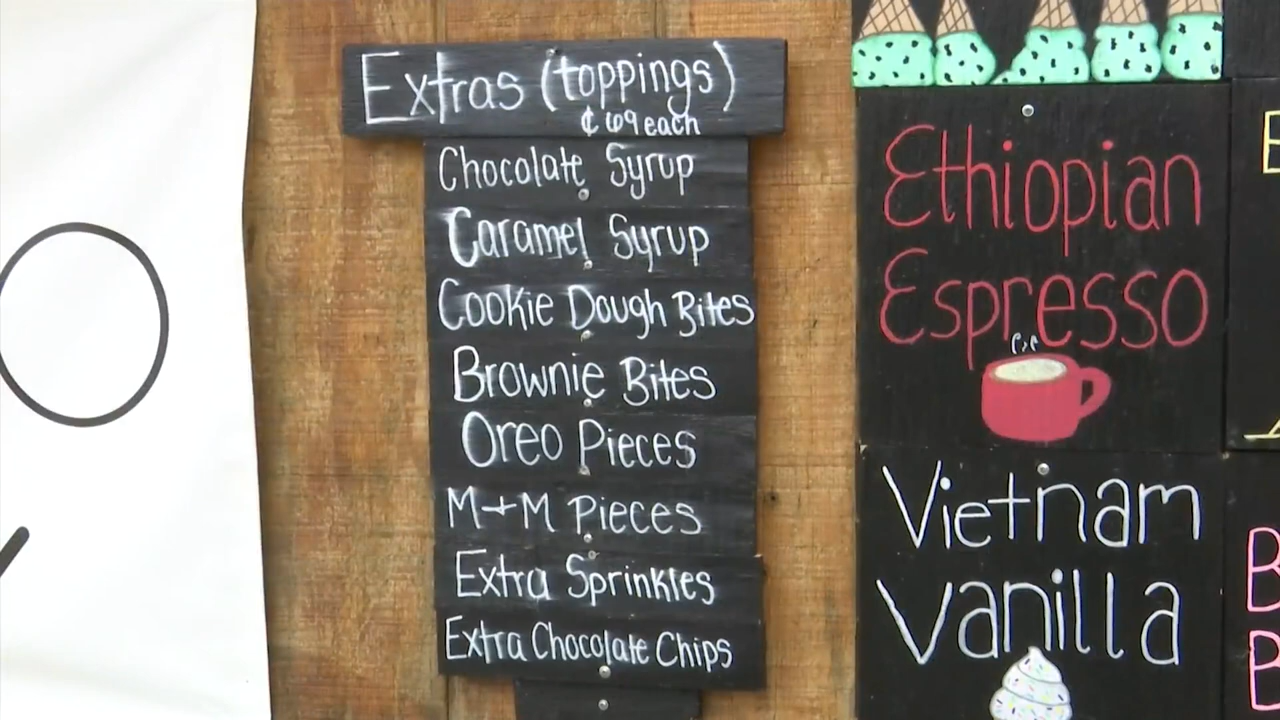 Extras (toppings)
¢69 each
Chocolate Syrup
Caramel Syrup
Cookie Dough Bites
Brownie Bites
Oreo Pieces
M+M Pieces
Extra Sprinkles
Extra Chocolate Chips
Ethiopian
Espresso
Vietnam
Vanilla